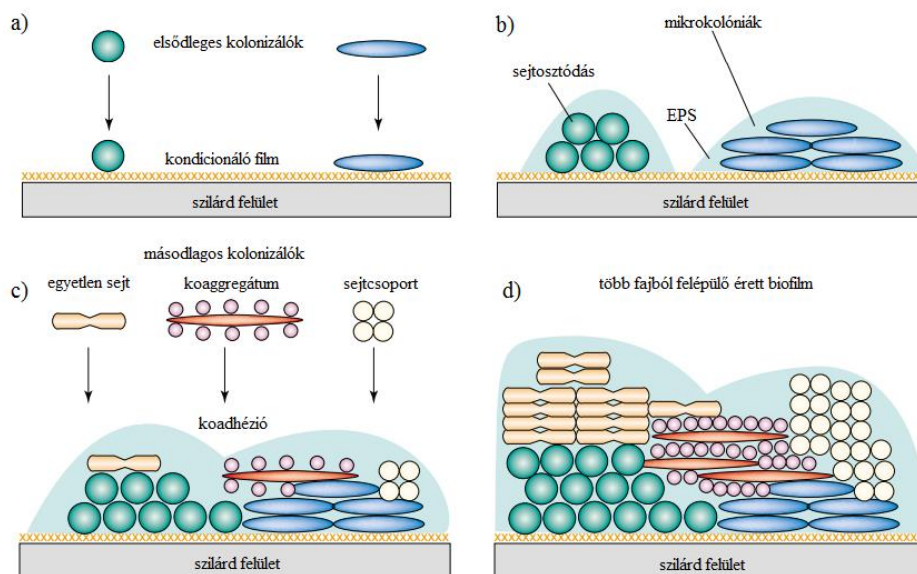 a)
elsődleges kolonizálók
kondicionáló film
szilárd felület
b)
mikrokolóniák
sejtosztódás
EPS
szilárd felület
c)
másodlagos kolonizálók
egyetlen sejt
koaggregátum
sejtcsoport
koadhézió
szilárd felület
d)
több fajból felépülő érett biofilm
szilárd felület